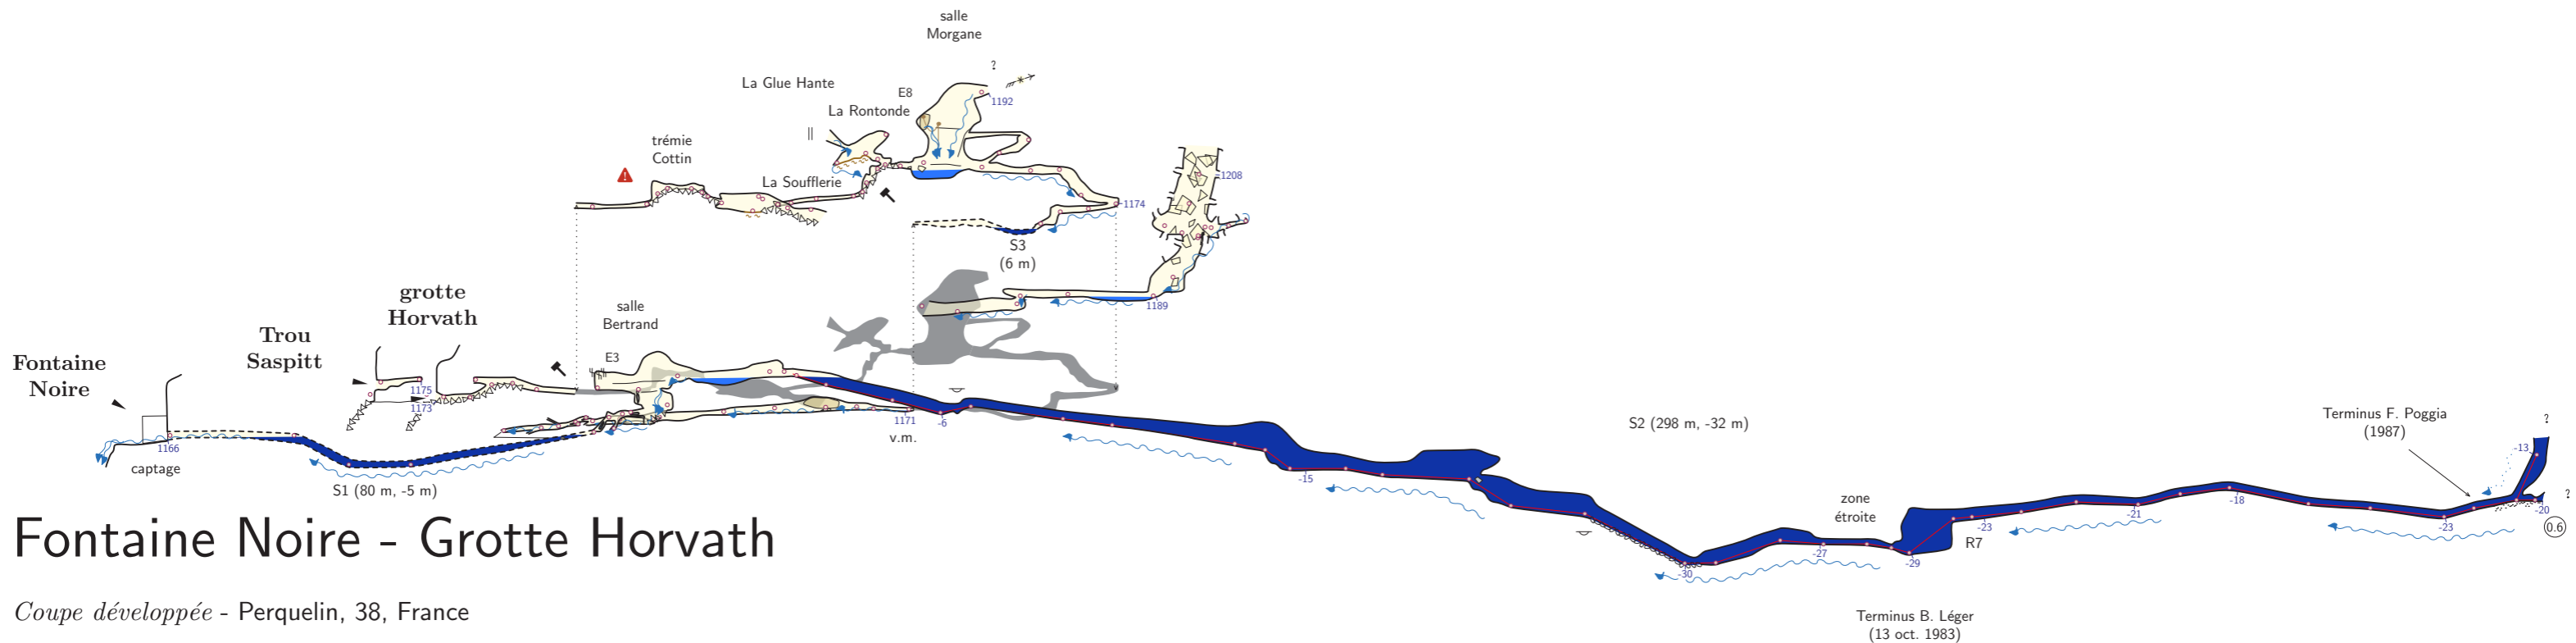 salle
Morgane
?
La Glue Hante
E8
1192
La Rontonde
trémie
Cottin
La Soufflerie
1208
1174
S3
(6 m)
1189
grotte
Horvath
salle
Bertrand
Trou
Saspitt
Fontaine
Noire
E3
1175
1173
1171
v.m.
-6
1166
captage
S1 (80 m, -5 m)
S2 (298 m, -32 m)
-15
-30
-27
zone
étroite
-29
R7
-23
-21
-18
Terminus F. Poggia
(1987)
-23
?
-13
?
-20
(0.6)
Terminus B. Léger
(13 oct. 1983)
Fontaine Noire - Grotte Horvath
Coupe développée - Perquelin, 38, France